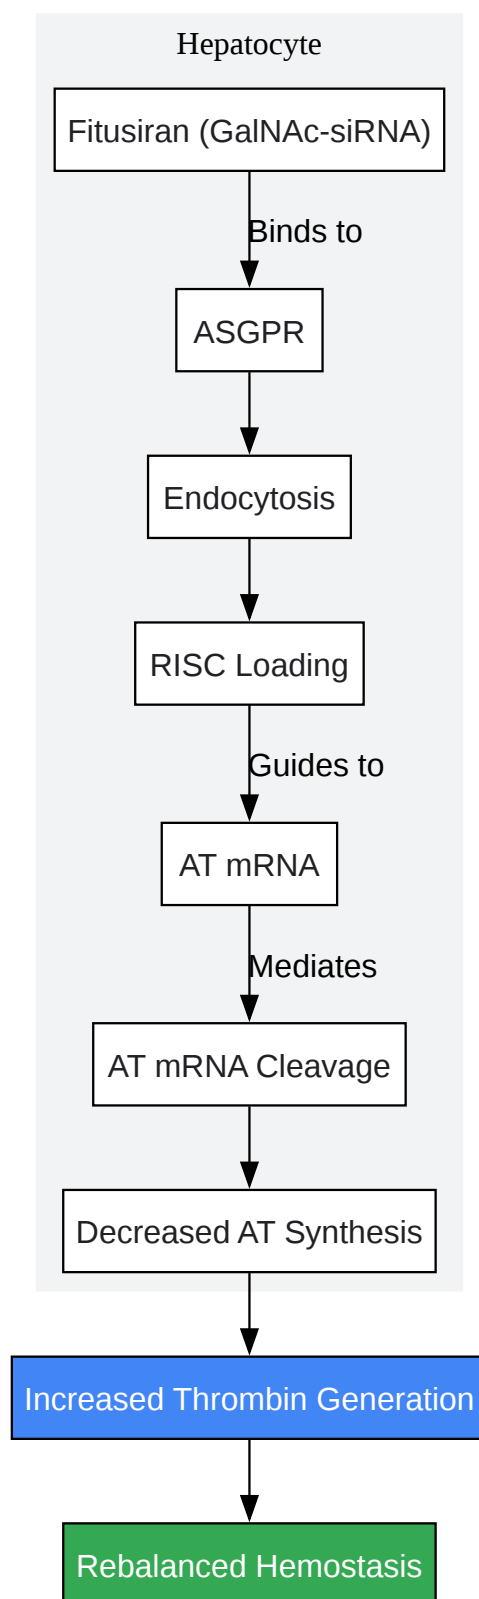 Hepatocyte
Fitusiran (GalNAc-siRNA)
Binds to
ASGPR
Endocytosis
RISC Loading
Guides to
AT mRNA
Mediates
AT mRNA Cleavage
Decreased AT Synthesis
Increased Thrombin Generation
Rebalanced Hemostasis